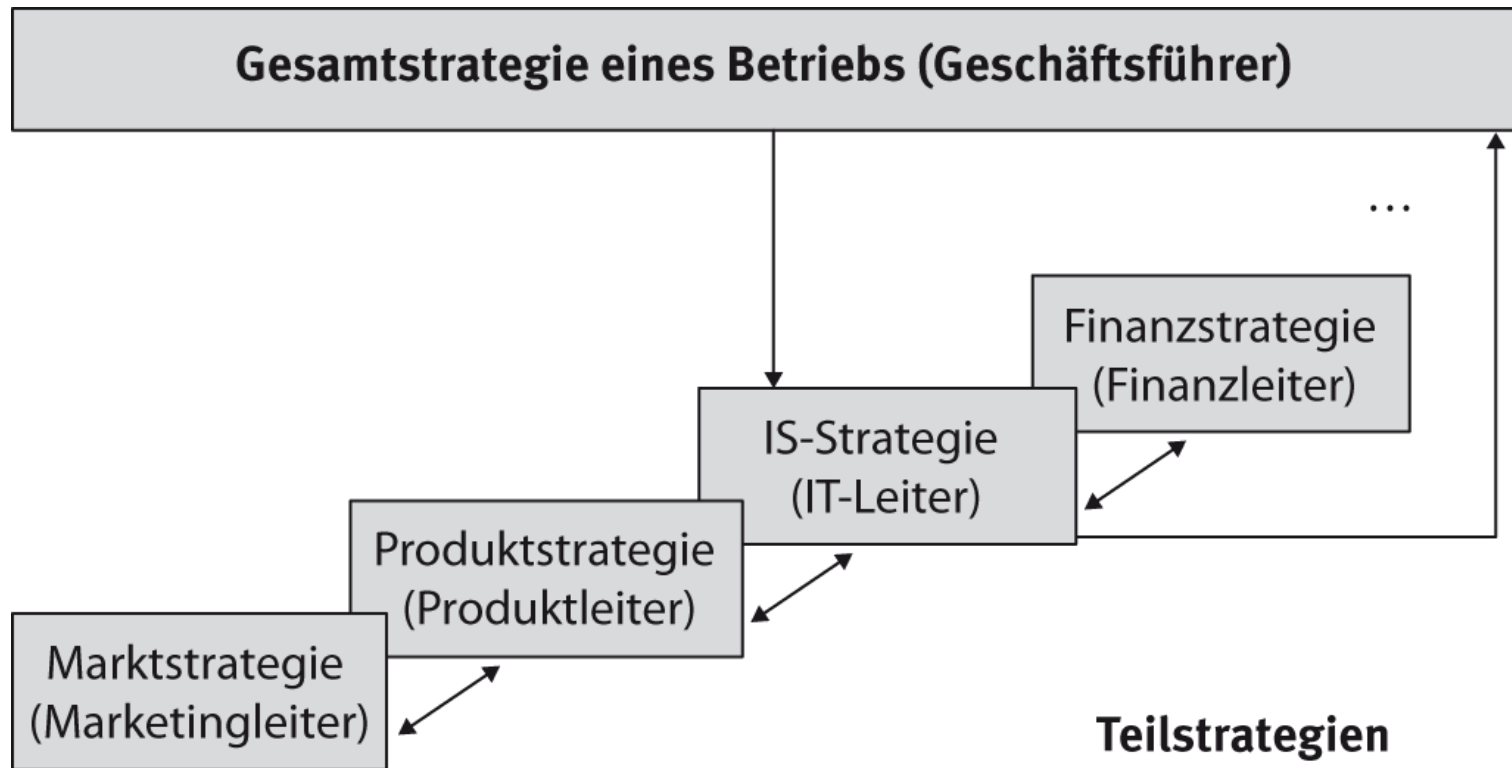 Gesamtstrategie eines Betriebs (Geschäftsführer)
...
Finanzstrategie
(Finanzleiter)
IS-Strategie
(IT-Leiter)
Produktstrategie
(Produktleiter)
Marktstrategie
(Marketingleiter)
Teilstrategien